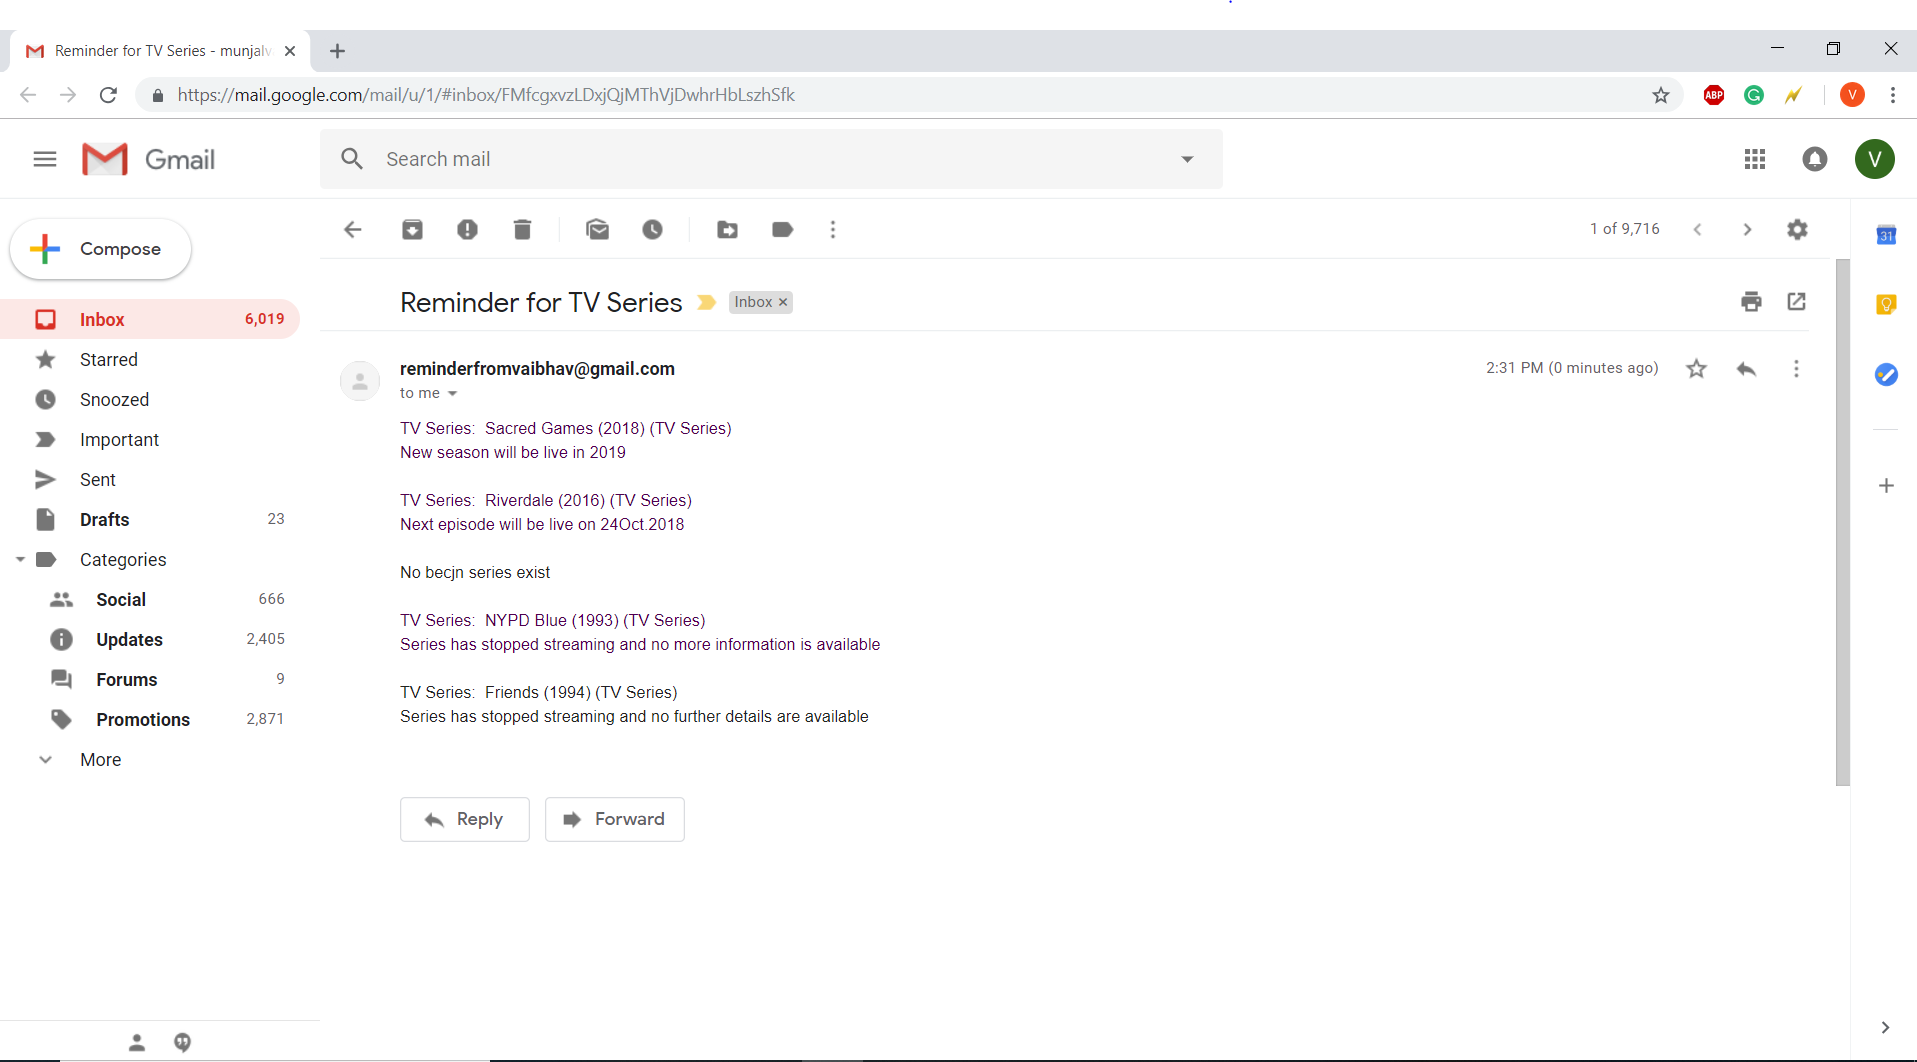 Reminder for TV Series - munjalv
https://mail.google.com/mail/u/1/#inbox/FMfcgxvzLDxjQjMThVjDwhrHbLszhSfk
ABP
V
Gmail
Search mail
V
Compose
1 of 9,716
31
Reminder for TV Series
Inbox
Inbox 6,019
Starred
Snoozed
Important
Sent
Drafts 23
Categories
Social 666
Updates 2,405
Forums 9
Promotions 2,871
More
reminderfromvaibhav@gmail.com
2:31 PM (0 minutes ago)
to me
TV Series:  Sacred Games (2018) (TV Series)
New season will be live in 2019
TV Series:  Riverdale (2016) (TV Series)
Next episode will be live on 24Oct.2018
No becjn series exist
TV Series:  NYPD Blue (1993) (TV Series)
Series has stopped streaming and no more information is available
TV Series:  Friends (1994) (TV Series)
Series has stopped streaming and no further details are available
Reply
Forward